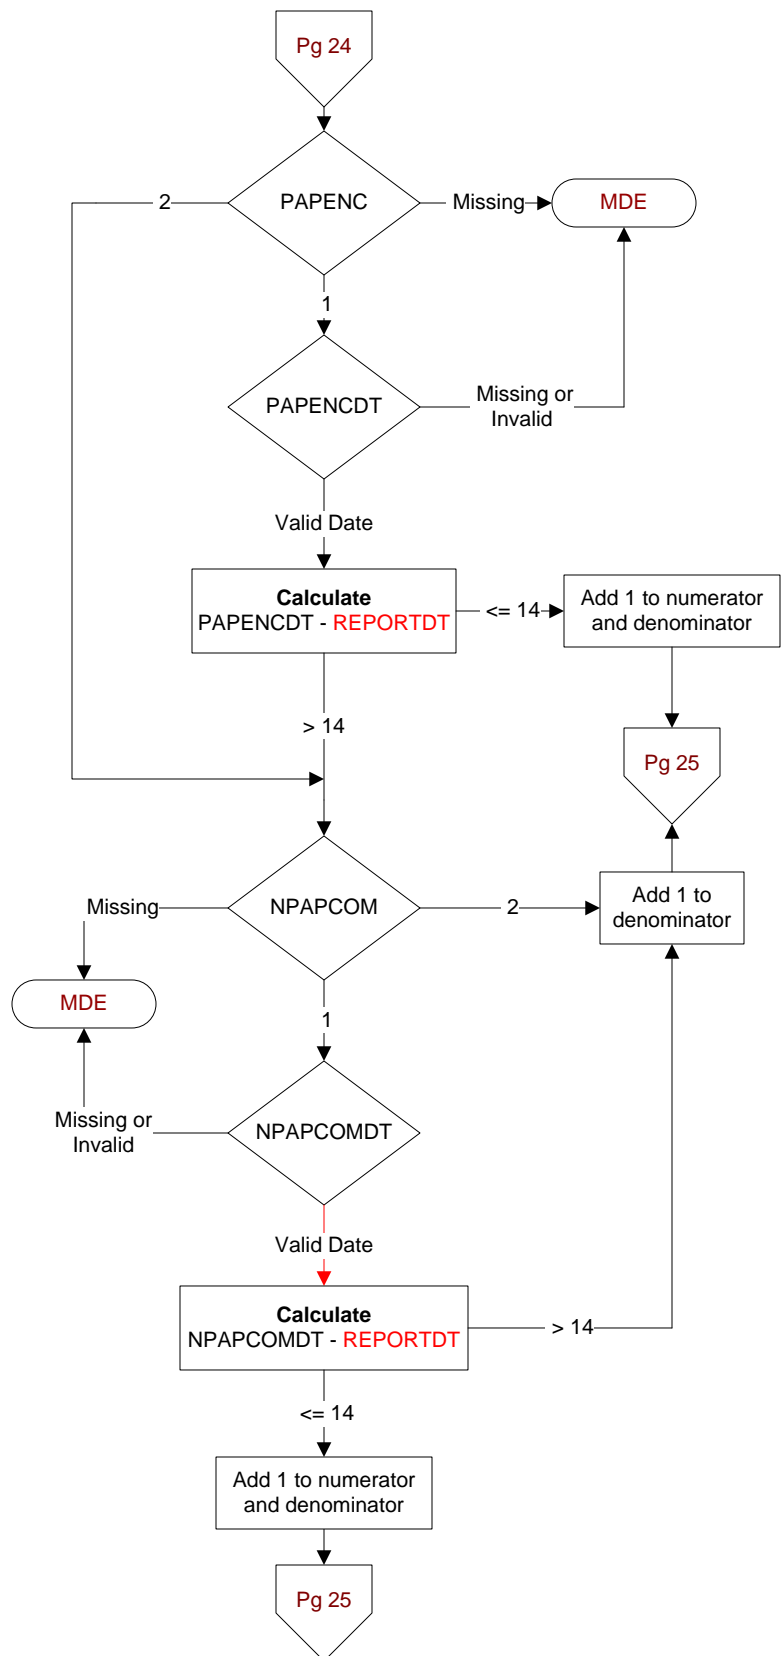 Pg 24
2
PAPENC
Missing
MDE
1
PAPENCDT
Missing or
Invalid
Valid Date
Calculate
PAPENCDT - REPORTDT
<= 14
Add 1 to numerator
and denominator
> 14
Pg 25
Missing
NPAPCOM
2
Add 1 to
denominator
MDE
1
Missing or
Invalid
NPAPCOMDT
Valid Date
Calculate
NPAPCOMDT - REPORTDT
> 14
<= 14
Add 1 to numerator
and denominator
Pg 25